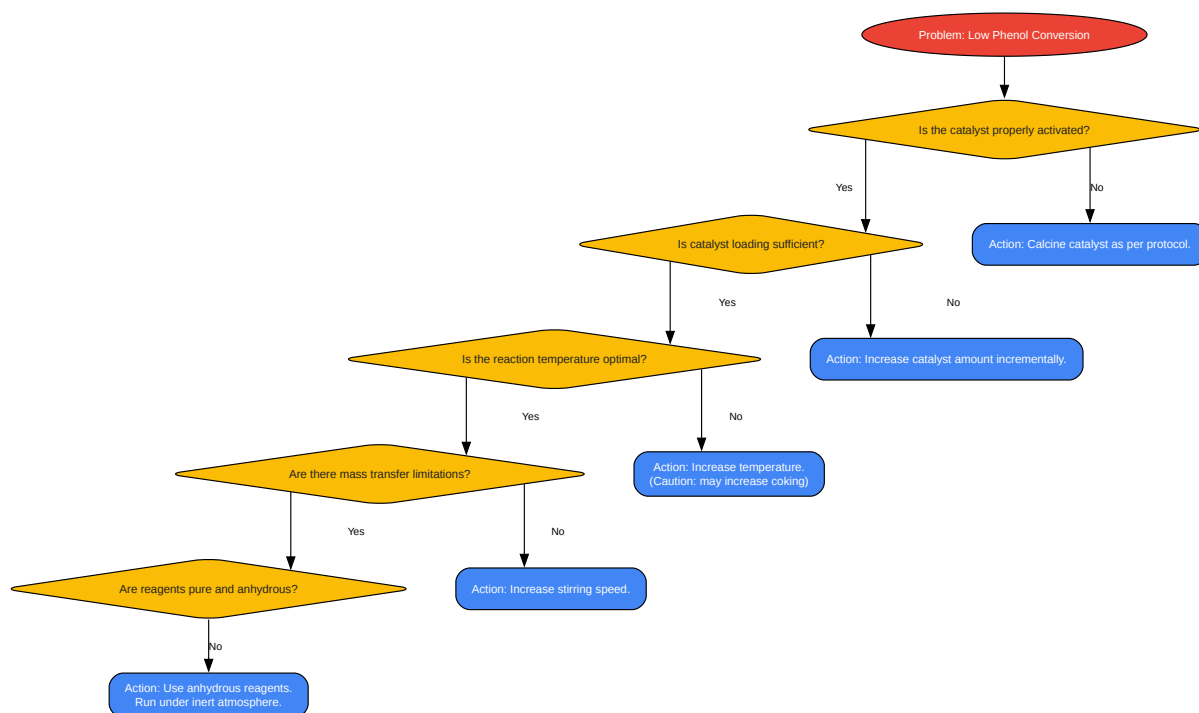 Problem: Low Phenol Conversion
Is the catalyst properly activated?
Yes
No
Is catalyst loading sufficient?
Action: Calcine catalyst as per protocol.
Yes
No
Is the reaction temperature optimal?
Action: Increase catalyst amount incrementally.
Yes
No
Are there mass transfer limitations?
Action: Increase temperature.
(Caution: may increase coking)
Yes
No
Are reagents pure and anhydrous?
Action: Increase stirring speed.
No
Action: Use anhydrous reagents.
Run under inert atmosphere.